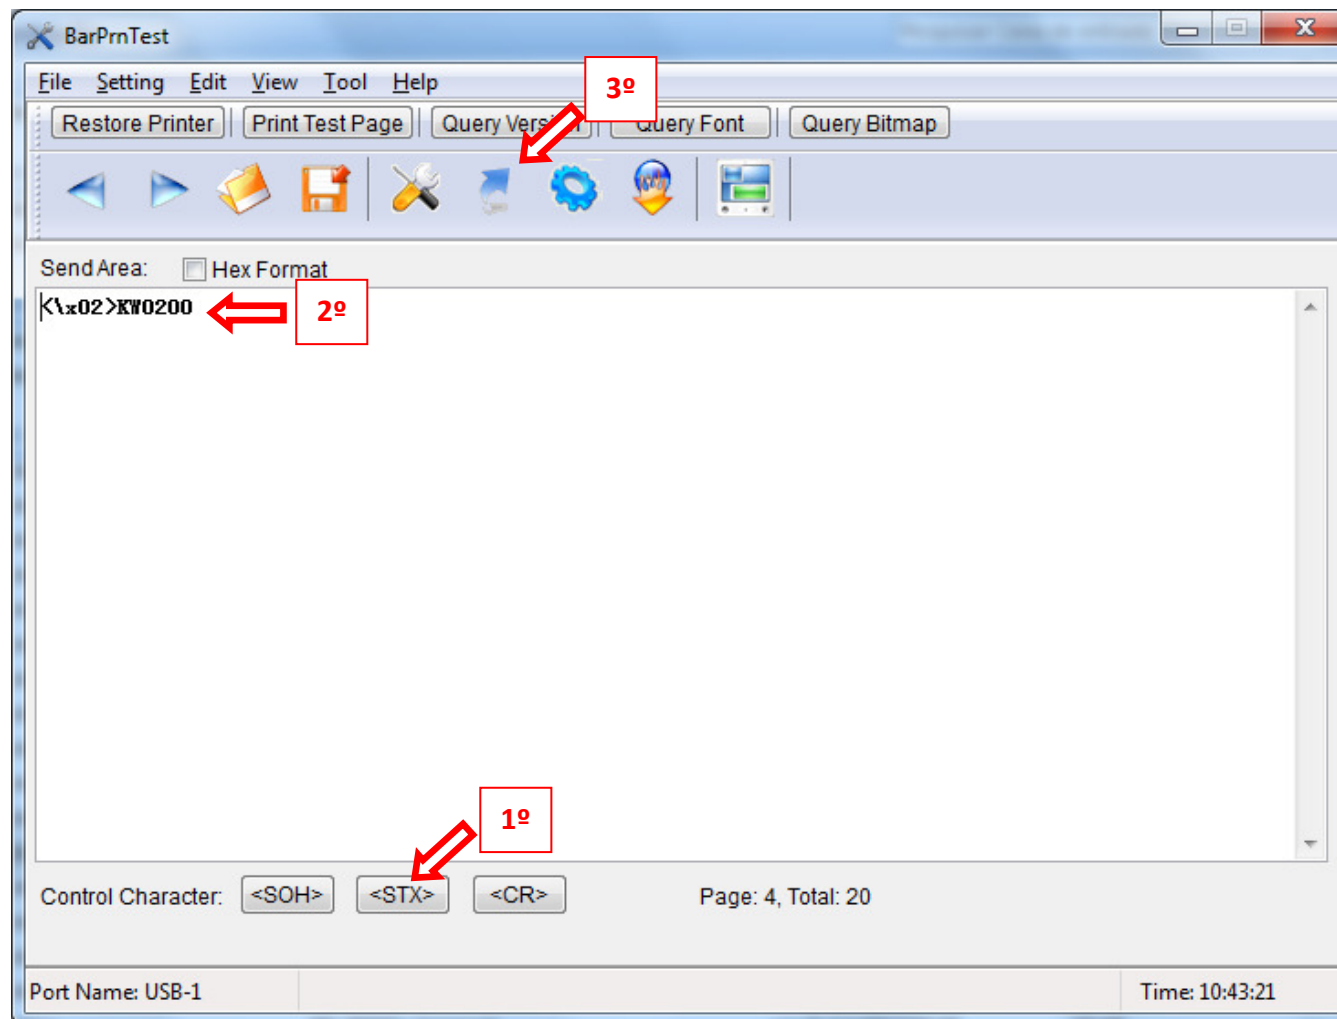 BarPrnTest
File Setting Edit View Tool Help
3º
Restore Printer Print Test Page Query Query Font Query Bitmap
Send Area: Hex Format
<\x02>KW0200
2º
1º
Control Character: <SOH> <STX> <CR> Page: 4, Total: 20
Port Name: USB-1 Time: 10:43:21